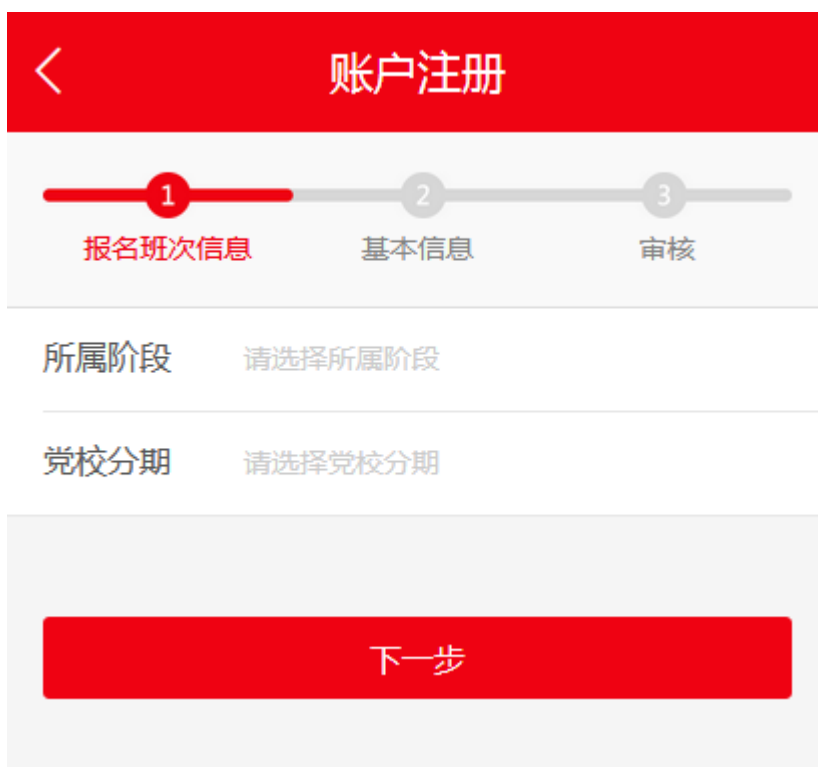 账户注册
1 2 3
报名班次信息 基本信息 审核
所属阶段 请选择所属阶段
党校分期 请选择党校分期
下一步